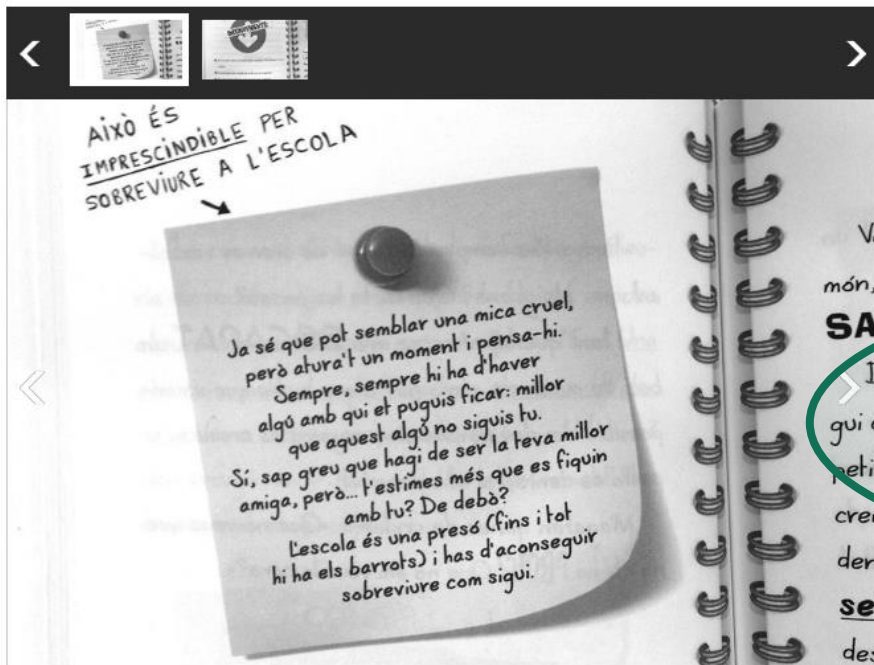 AIXÒ ÉS
IMPRESCINDIBLE PER
SOBREVIURE A L'ESCOLA
Ja sé que pot semblar una mica cruel,
però atura't un moment i pensa-hi.
Sempre, sempre hi ha d'haver
algú amb qui et puguis ficar: millor
que aquest algú no siguis tu.
Sí, sap greu que hagi de ser la teva millor
amiga, però... t'estimes més que es fiquin
amb tu? De debò?
L'escola és una presó (fins i tot
hi ha els barrots) i has d'aconseguir
sobreviure com sigui.
món,
SA
gui
peti
cre
der
se
des